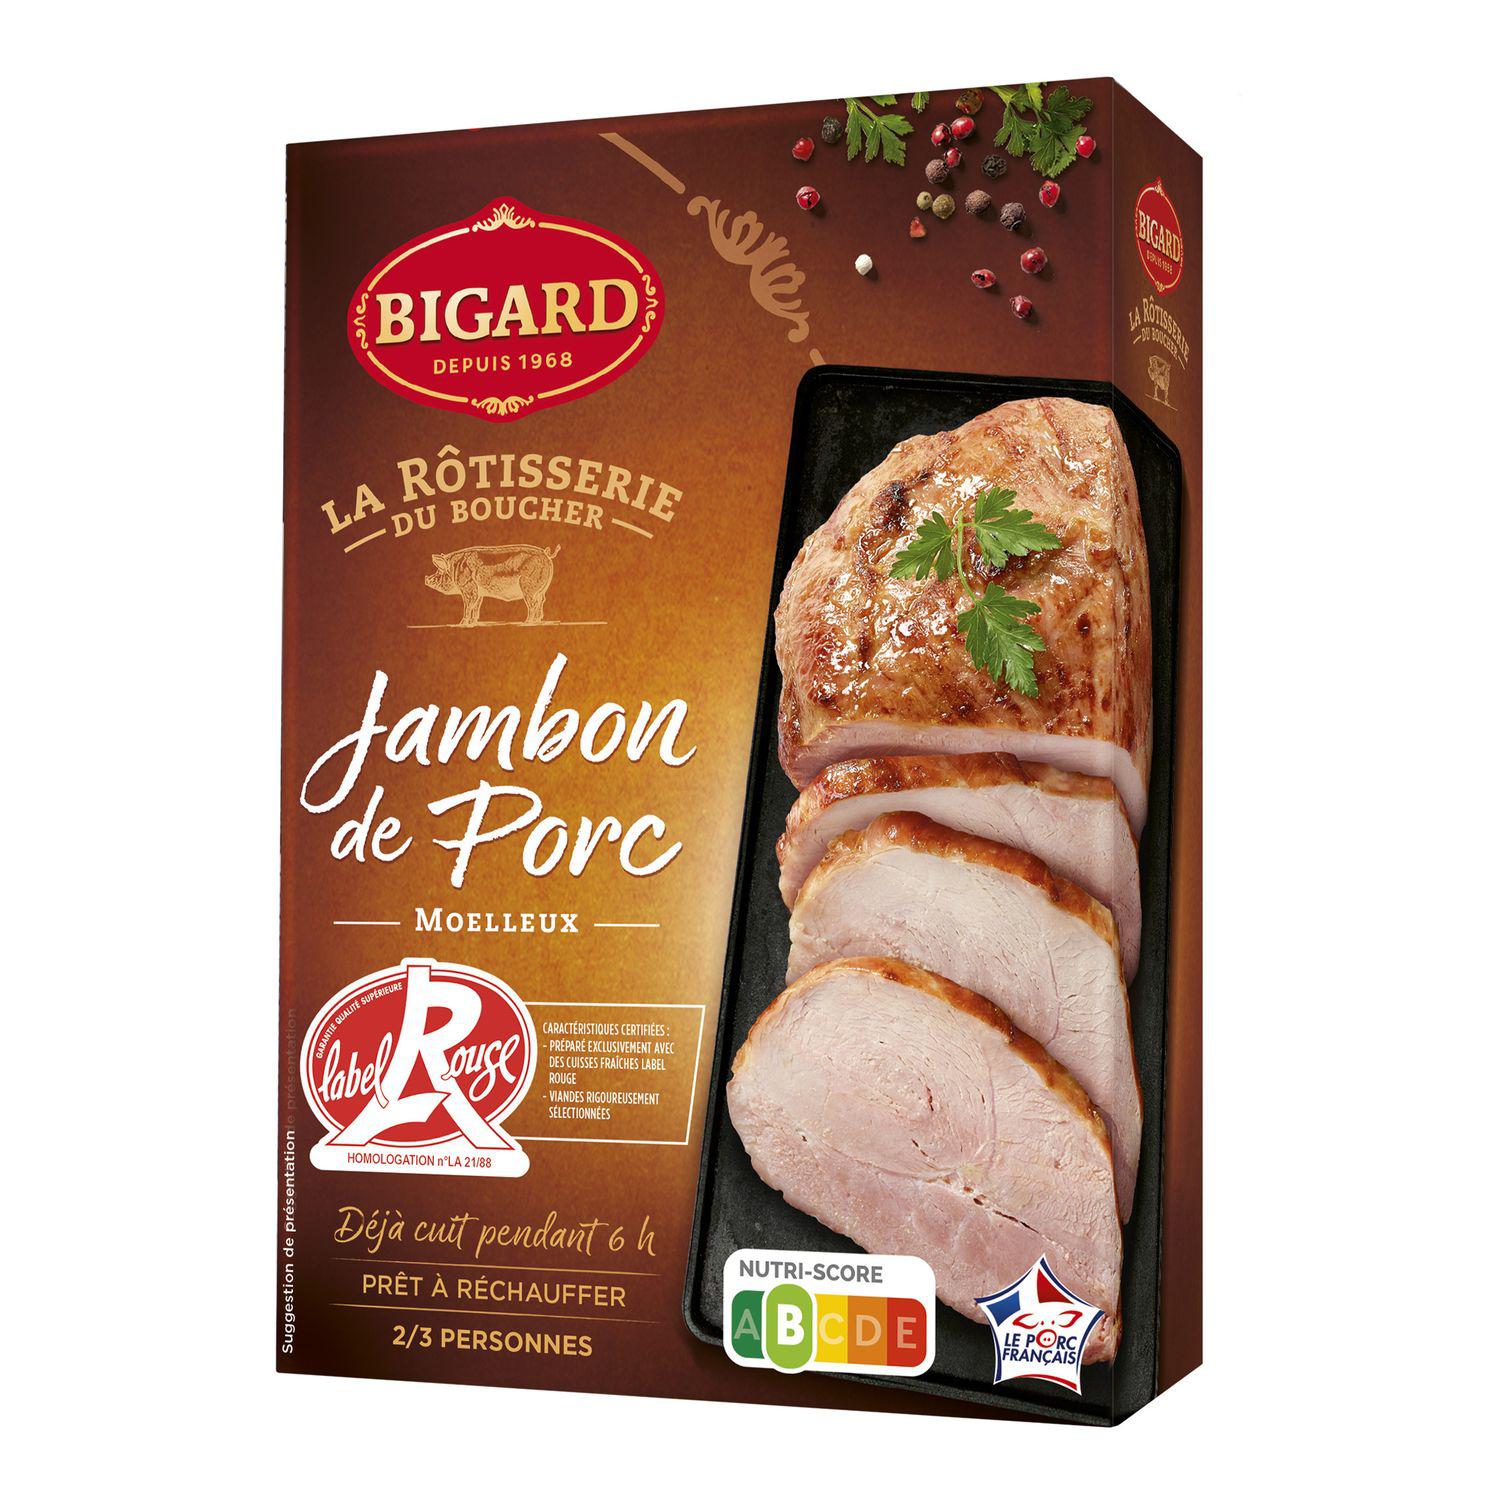 BIGARD
DEPUIS 1968
LA RÔTISSERIE
DU BOUCHER
Jambon
de Porc
MOELLEUX
GARANTIE QUALITÉ SUPÉRIEURE
label Rouge
HOMOLOGATION n°LA 21/88
CARACTÉRISTIQUES CERTIFIÉES :
- PRÉPARÉ EXCLUSIVEMENT AVEC
DES CUISSES FRAÎCHES LABEL
ROUGE
- VIANDES RIGOUREUSEMENT
SÉLECTIONNÉES
Déjà cuit pendant 6 h
PRÊT À RÉCHAUFFER
2/3 PERSONNES
Suggestion de présentation
NUTRI-SCORE
A B C D E
LE PORC
FRANÇAIS
BIGARD
DEPUIS 1968
LA RÔTISSERIE
DU BOUCHER